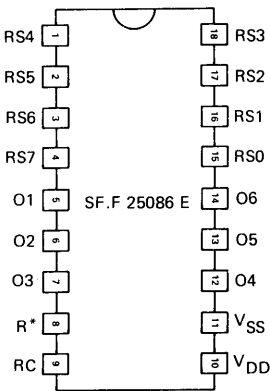 RS4 1 18 RS3
RS5 2 17 RS2
RS6 3 16 RS1
RS7 4 15 RS0
O1 5 SF.F 25086 E 14 O6
O2 6 13 O5
O3 7 12 O4
R* 8 11 VSS
RC 9 10 VDD